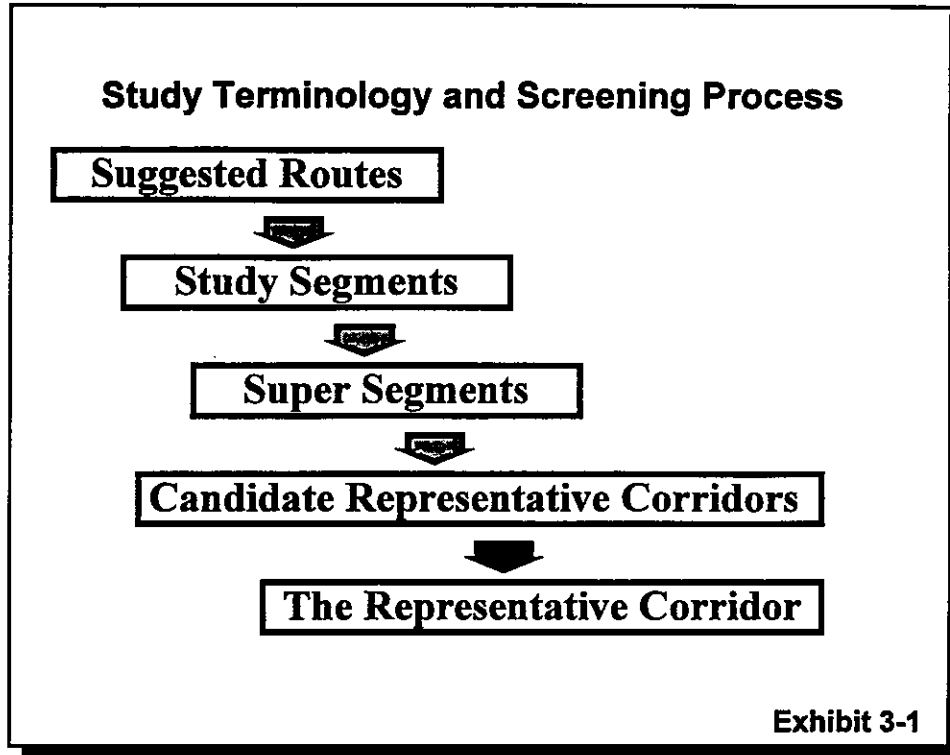 Study Terminology and Screening Process
Suggested Routes
Study Segments
Super Segments
Candidate Representative Corridors
The Representative Corridor
Exhibit 3-1